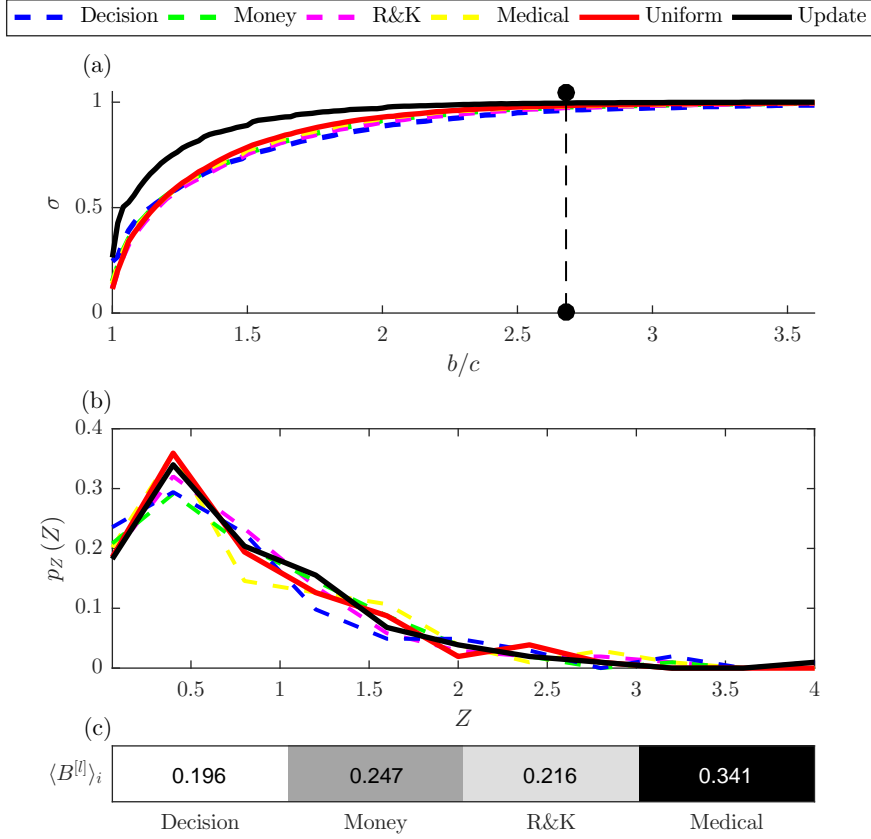 Decision Money R&K Medical Uniform Update
(a)
1
0.5
0
σ
1 1.5 2 2.5 3 3.5
b/c
(b)
0.4
0.3
0.2
0.1
0
p_Z(Z)
0.5 1 1.5 2 2.5 3 3.5 4
Z
(c)
⟨B^[l]⟩_i 0.196 0.247 0.216 0.341
Decision Money R&K Medical